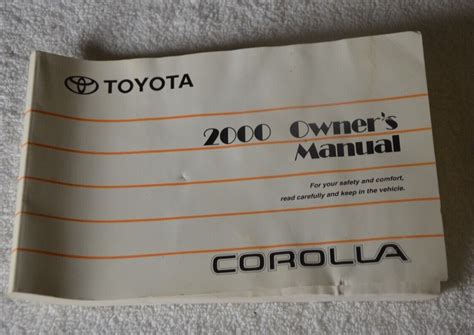 TOYOTA
2000 Owner's
Manual
For your safety and comfort,
read carefully and keep in the vehicle.
COROLLA